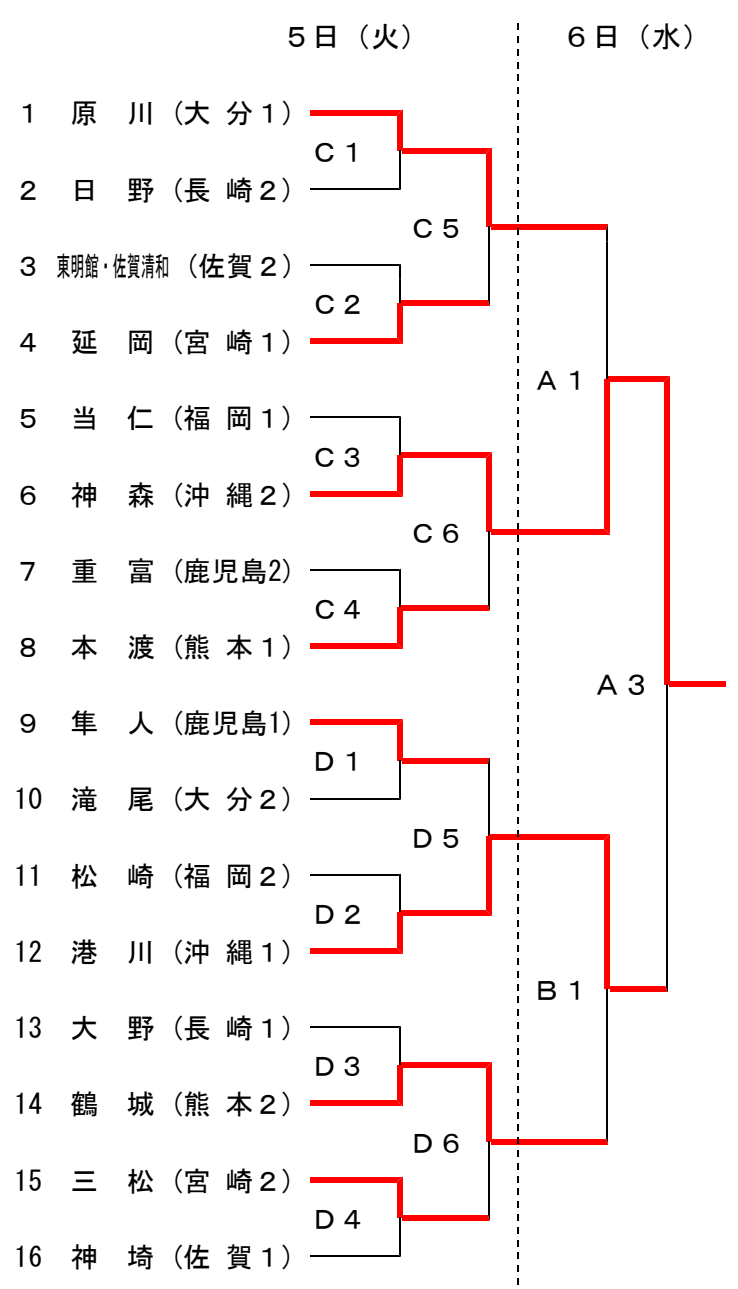 ５日（火） ６日（水）
１ 原 川（大 分１）
Ｃ１
２ 日 野（長 崎２）
Ｃ５
３ 東明館・佐賀清和（佐賀２）
Ｃ２
４ 延 岡（宮 崎１）
Ａ１
５ 当 仁（福 岡１）
Ｃ３
６ 神 森（沖 縄２）
Ｃ６
７ 重 富（鹿児島2）
Ｃ４
８ 本 渡（熊 本１）
Ａ３
９ 隼 人（鹿児島1）
Ｄ１
10 滝 尾（大 分２）
Ｄ５
11 松 崎（福 岡２）
Ｄ２
12 港 川（沖 縄１）
Ｂ１
13 大 野（長 崎１）
Ｄ３
14 鶴 城（熊 本２）
Ｄ６
15 三 松（宮 崎２）
Ｄ４
16 神 埼（佐 賀１）